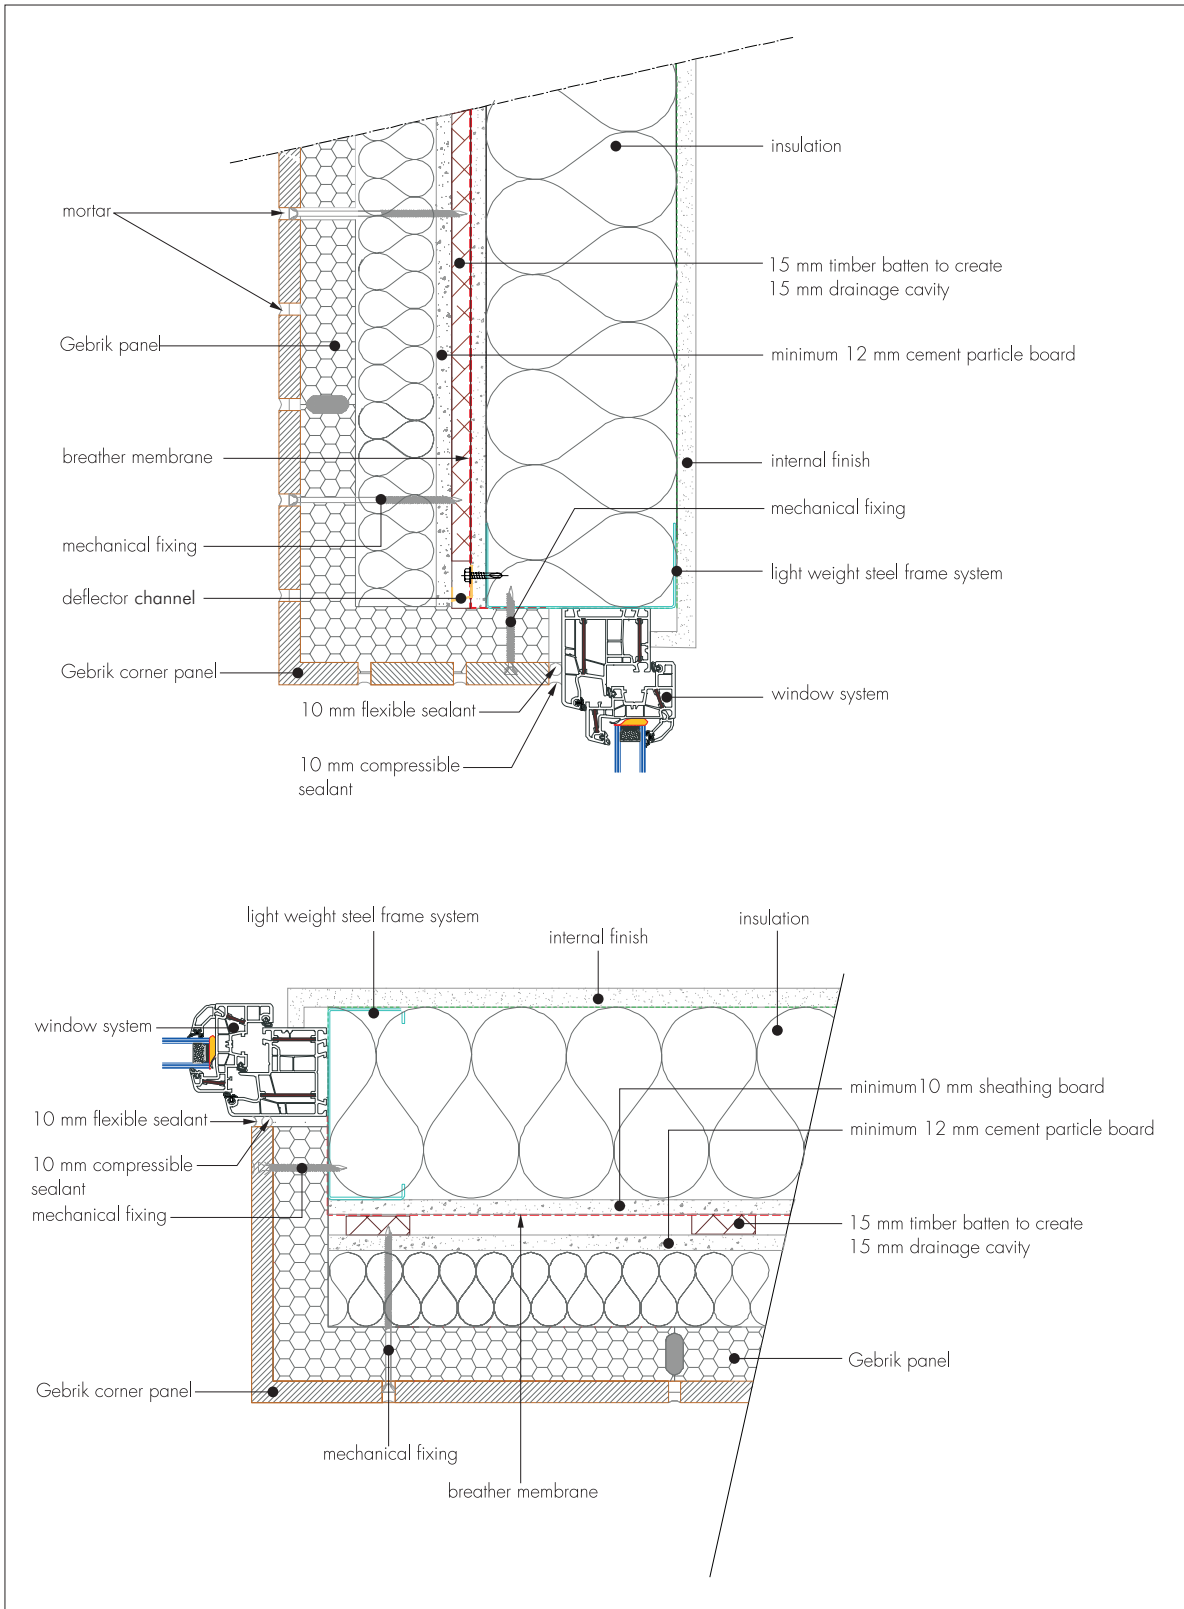 insulation
mortar
15 mm timber batten to create
15 mm drainage cavity
Gebrik panel
minimum 12 mm cement particle board
breather membrane
internal finish
mechanical fixing
mechanical fixing
light weight steel frame system
deflector channel
Gebrik corner panel
window system
10 mm flexible sealant
10 mm compressible
sealant
light weight steel frame system
insulation
internal finish
window system
minimum10 mm sheathing board
10 mm flexible sealant
minimum 12 mm cement particle board
10 mm compressible
sealant
mechanical fixing
15 mm timber batten to create
15 mm drainage cavity
Gebrik panel
Gebrik corner panel
mechanical fixing
breather membrane